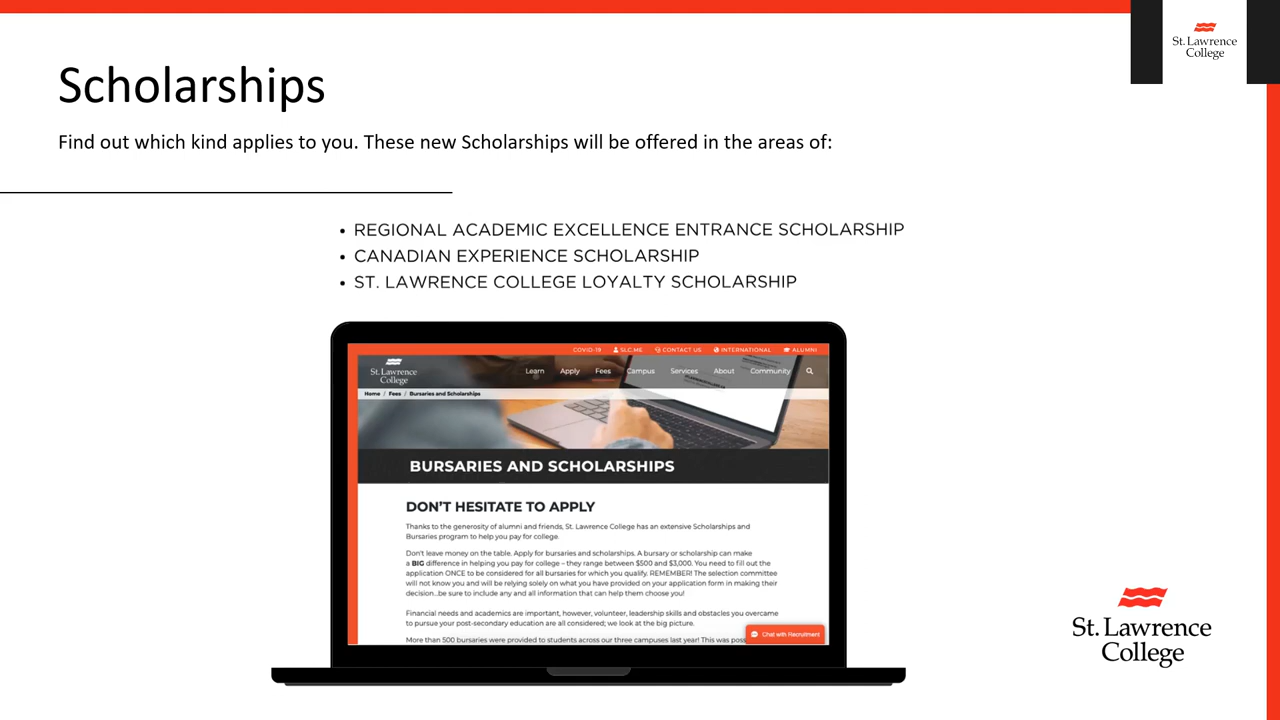 St. Lawrence
College
Scholarships
Find out which kind applies to you. These new Scholarships will be offered in the areas of:
• REGIONAL ACADEMIC EXCELLENCE ENTRANCE SCHOLARSHIP
• CANADIAN EXPERIENCE SCHOLARSHIP
• ST. LAWRENCE COLLEGE LOYALTY SCHOLARSHIP
COVID-19 SLC.ME CONTACT US INTERNATIONAL ALUMNI
St. Lawrence
College
Learn Apply Fees Campus Services About Community
Home / Fees / Bursaries and Scholarships
BURSARIES AND SCHOLARSHIPS
DON'T HESITATE TO APPLY
Thanks to the generosity of alumni and friends, St. Lawrence College has an extensive Scholarships and
Bursaries program to help you pay for college.
Don't leave money on the table. Apply for bursaries and scholarships. A bursary or scholarship can make
a BIG difference in helping you pay for college – they range between $500 and $3,000. You need to fill out the
application ONCE to be considered for all bursaries for which you qualify. REMEMBER! The selection committee
will not know you and will be relying solely on what you have provided on your application form in making their
decision...be sure to include any and all information that can help them choose you!
Financial needs and academics are important, however, volunteer, leadership skills and obstacles you overcame
to pursue your post-secondary education are all considered; we look at the big picture.
More than 500 bursaries were provided to students across our three campuses last year! This was
Chat with Recruitment
St. Lawrence
College